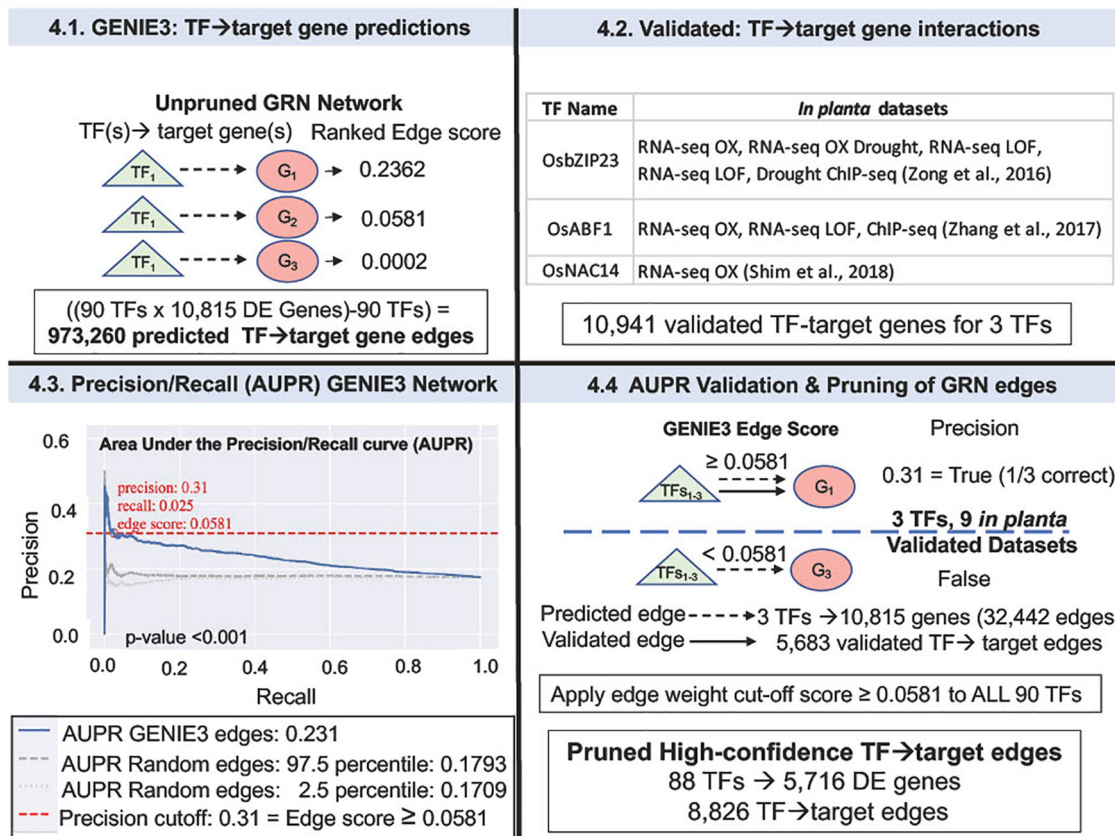 4.1. GENIE3: TF→target gene predictions
Unpruned GRN Network
TF(s)→ target gene(s) Ranked Edge score
TF1 G1 0.2362
TF1 G2 0.0581
TF1 G3 0.0002
((90 TFs x 10,815 DE Genes)-90 TFs) =
973,260 predicted TF→target gene edges
4.2. Validated: TF→target gene interactions
TF Name In planta datasets
OsbZIP23 RNA-seq OX, RNA-seq OX Drought, RNA-seq LOF,
RNA-seq LOF, Drought ChIP-seq (Zong et al., 2016)
OsABF1 RNA-seq OX, RNA-seq LOF, ChIP-seq (Zhang et al., 2017)
OsNAC14 RNA-seq OX (Shim et al., 2018)
10,941 validated TF-target genes for 3 TFs
4.3. Precision/Recall (AUPR) GENIE3 Network
Area Under the Precision/Recall curve (AUPR)
precision: 0.31
recall: 0.025
edge score: 0.0581
0.6
0.4
0.2
0.0
Precision
p-value <0.001
0.0 0.2 0.4 0.6 0.8 1.0
Recall
AUPR GENIE3 edges: 0.231
AUPR Random edges: 97.5 percentile: 0.1793
AUPR Random edges: 2.5 percentile: 0.1709
Precision cutoff: 0.31 = Edge score ≥ 0.0581
4.4 AUPR Validation & Pruning of GRN edges
GENIE3 Edge Score Precision
≥ 0.0581
TFs1-3 G1 0.31 = True (1/3 correct)
3 TFs, 9 in planta
Validated Datasets
< 0.0581
TFs1-3 G3 False
Predicted edge 3 TFs →10,815 genes (32,442 edges
Validated edge 5,683 validated TF→ target edges
Apply edge weight cut-off score ≥ 0.0581 to ALL 90 TFs
Pruned High-confidence TF→target edges
88 TFs → 5,716 DE genes
8,826 TF→target edges